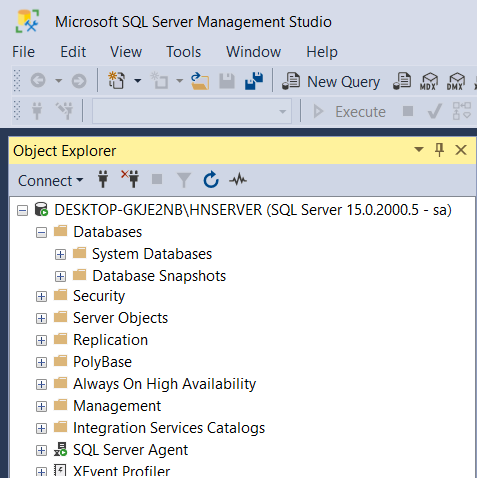 Microsoft SQL Server Management Studio
File Edit View Tools Window Help
New Query MDX DMX
Execute
Object Explorer
Connect
DESKTOP-GKJE2NB\HNSERVER (SQL Server 15.0.2000.5 - sa)
Databases
System Databases
Database Snapshots
Security
Server Objects
Replication
PolyBase
Always On High Availability
Management
Integration Services Catalogs
SQL Server Agent
XEvent Profiler